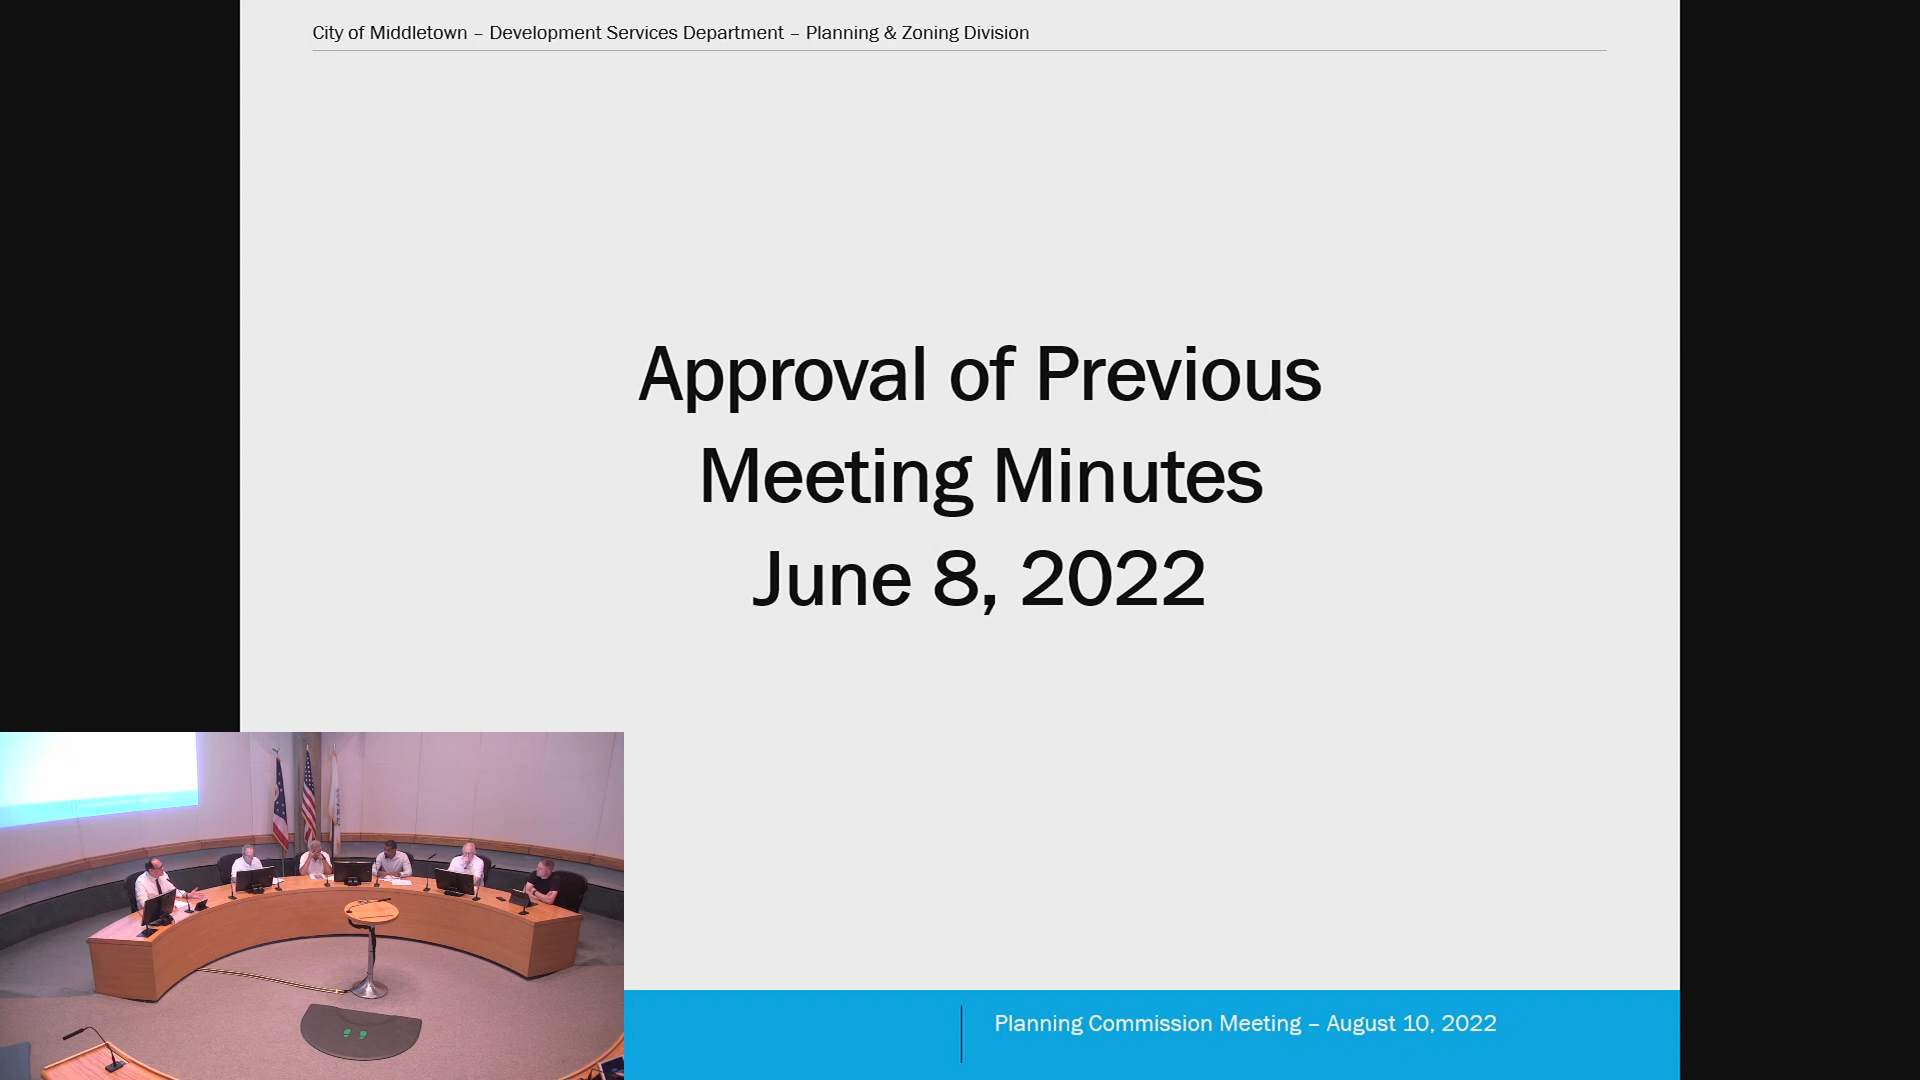 City of Middletown – Development Services Department – Planning & Zoning Division
Approval of Previous
Meeting Minutes
June 8, 2022
Planning Commission Meeting – August 10, 2022